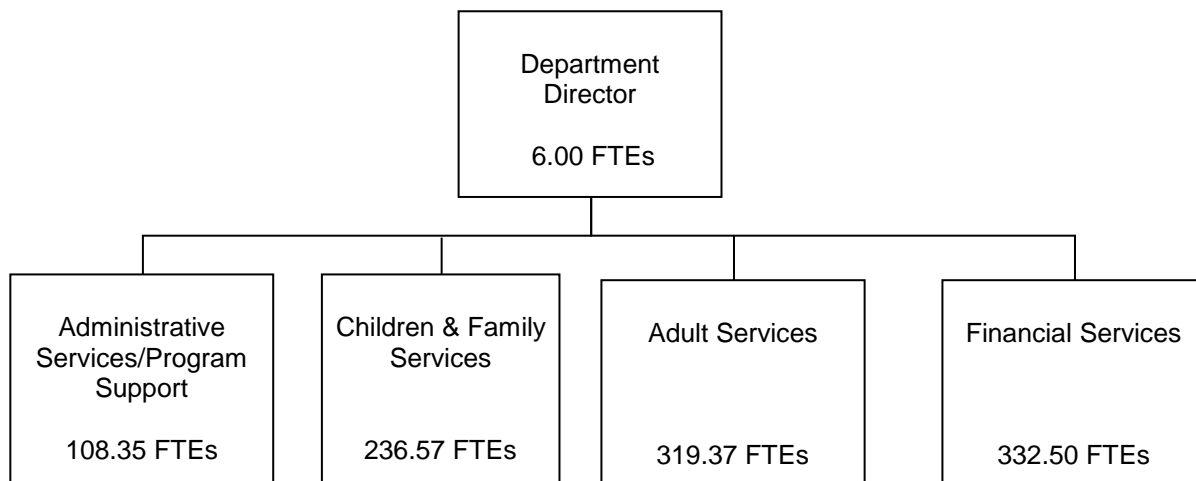 Department
Director
6.00 FTEs
Administrative
Services/Program
Support
108.35 FTEs
Children & Family
Services
236.57 FTEs
Adult Services
319.37 FTEs
Financial Services
332.50 FTEs